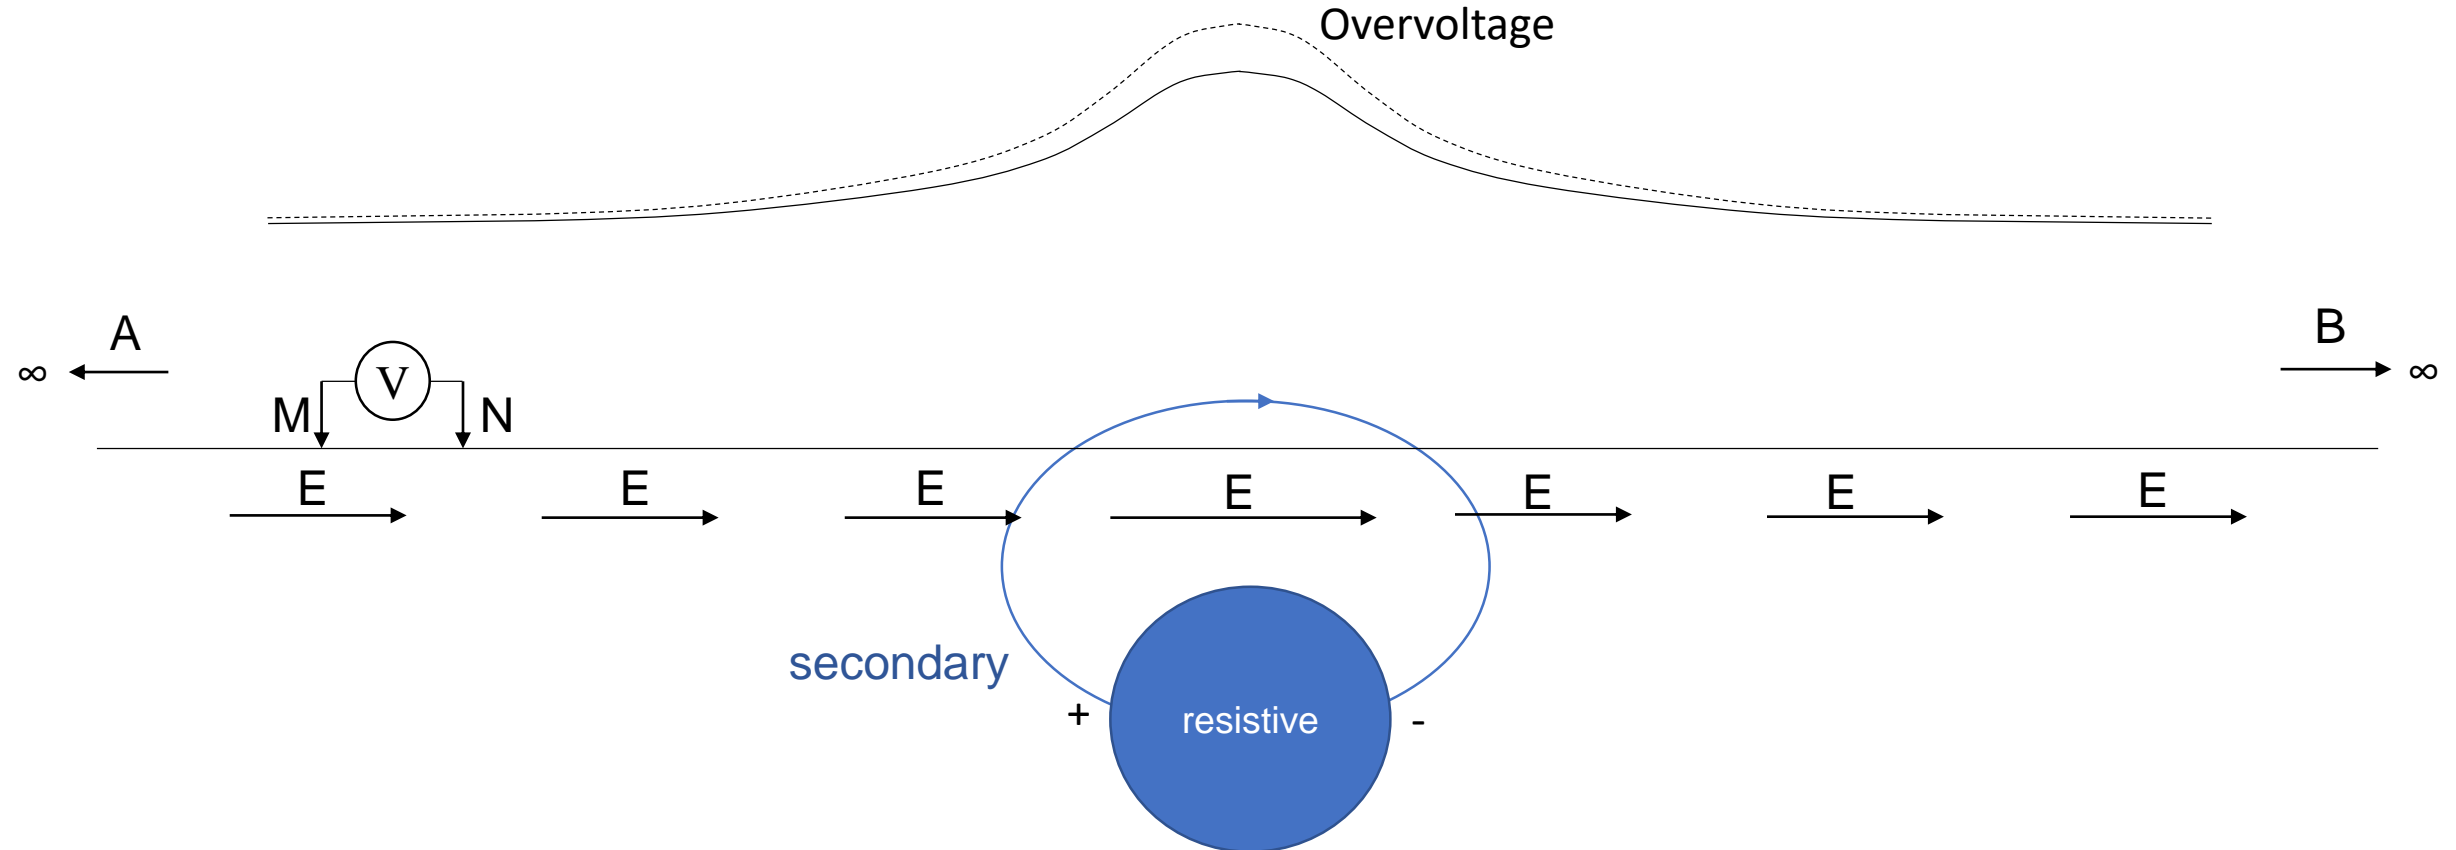 Overvoltage
A
B
∞
∞
V
M
N
E
E
E
E
E
E
E
secondary
+
resistive
-